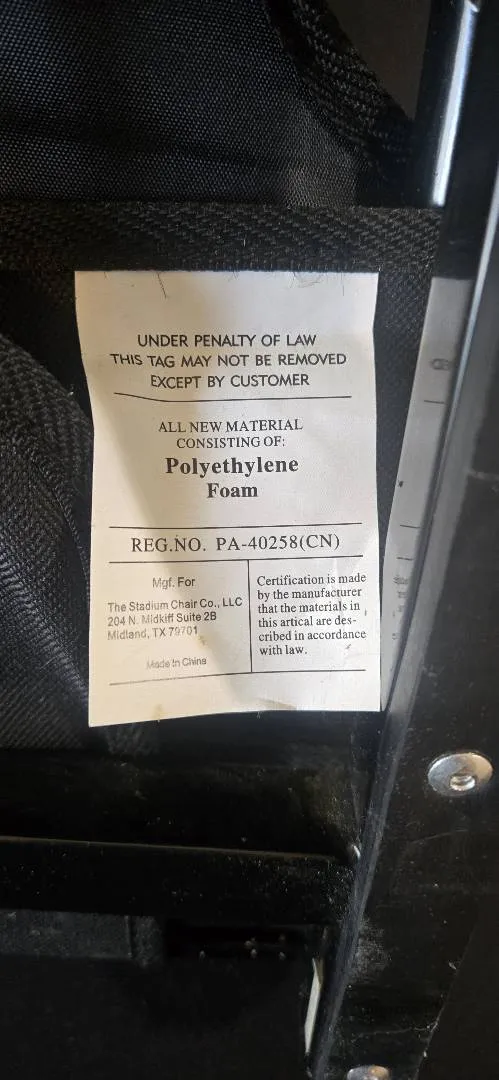 UNDER PENALTY OF LAW
THIS TAG MAY NOT BE REMOVED
EXCEPT BY CUSTOMER
ALL NEW MATERIAL
CONSISTING OF:
Polyethylene
Foam
REG.NO. PA-40258(CN)
Mgf. For
The Stadium Chair Co., LLC
204 N. Midkiff Suite 2B
Midland, TX 79701
Made In China
Certification is made
by the manufacturer
that the materials in
this artical are des-
cribed in accordance
with law.